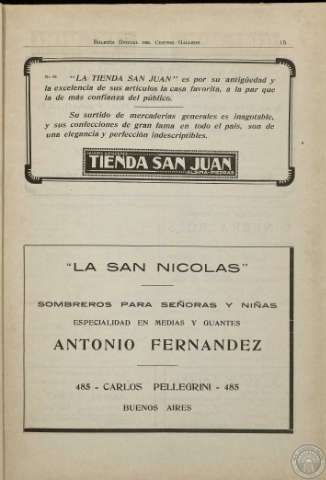 Boletín Oficial del Centro Gallego 15
"LA TIENDA SAN JUAN" es por su antigüedad y
la excelencia de sus artículos la casa favorita, a la par que
la de más confianza del público.
Su surtido de mercaderías generales es inagotable,
y sus confecciones de gran fama en todo el país, son de
una elegancia y perfección indescriptibles.
TIENDA SAN JUAN
ALSINA-PIEDRAS
"LA SAN NICOLAS"
SOMBREROS PARA SEÑORAS Y NIÑAS
ESPECIALIDAD EN MEDIAS Y GUANTES
ANTONIO FERNANDEZ
485 - CARLOS PELLEGRINI - 485
BUENOS AIRES